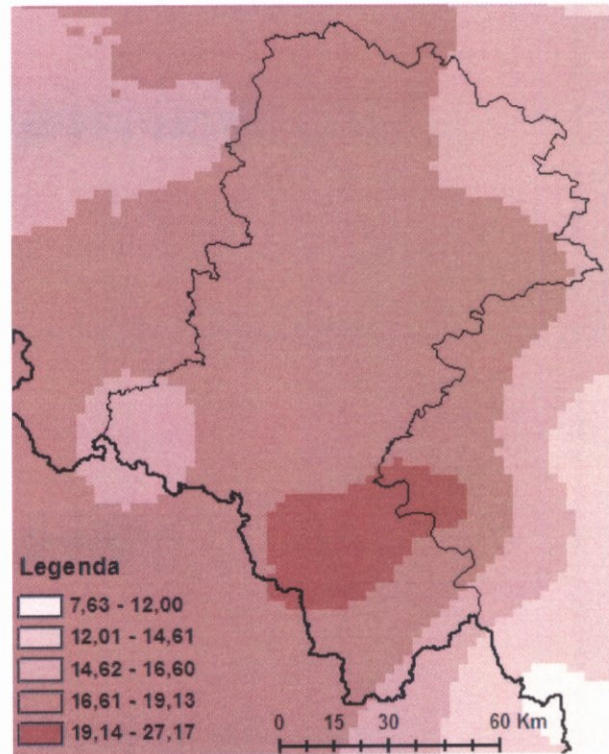 Legenda
7,63 - 12,00
12,01 - 14,61
14,62 - 16,60
16,61 - 19,13
19,14 - 27,17
0 15 30 60 Km